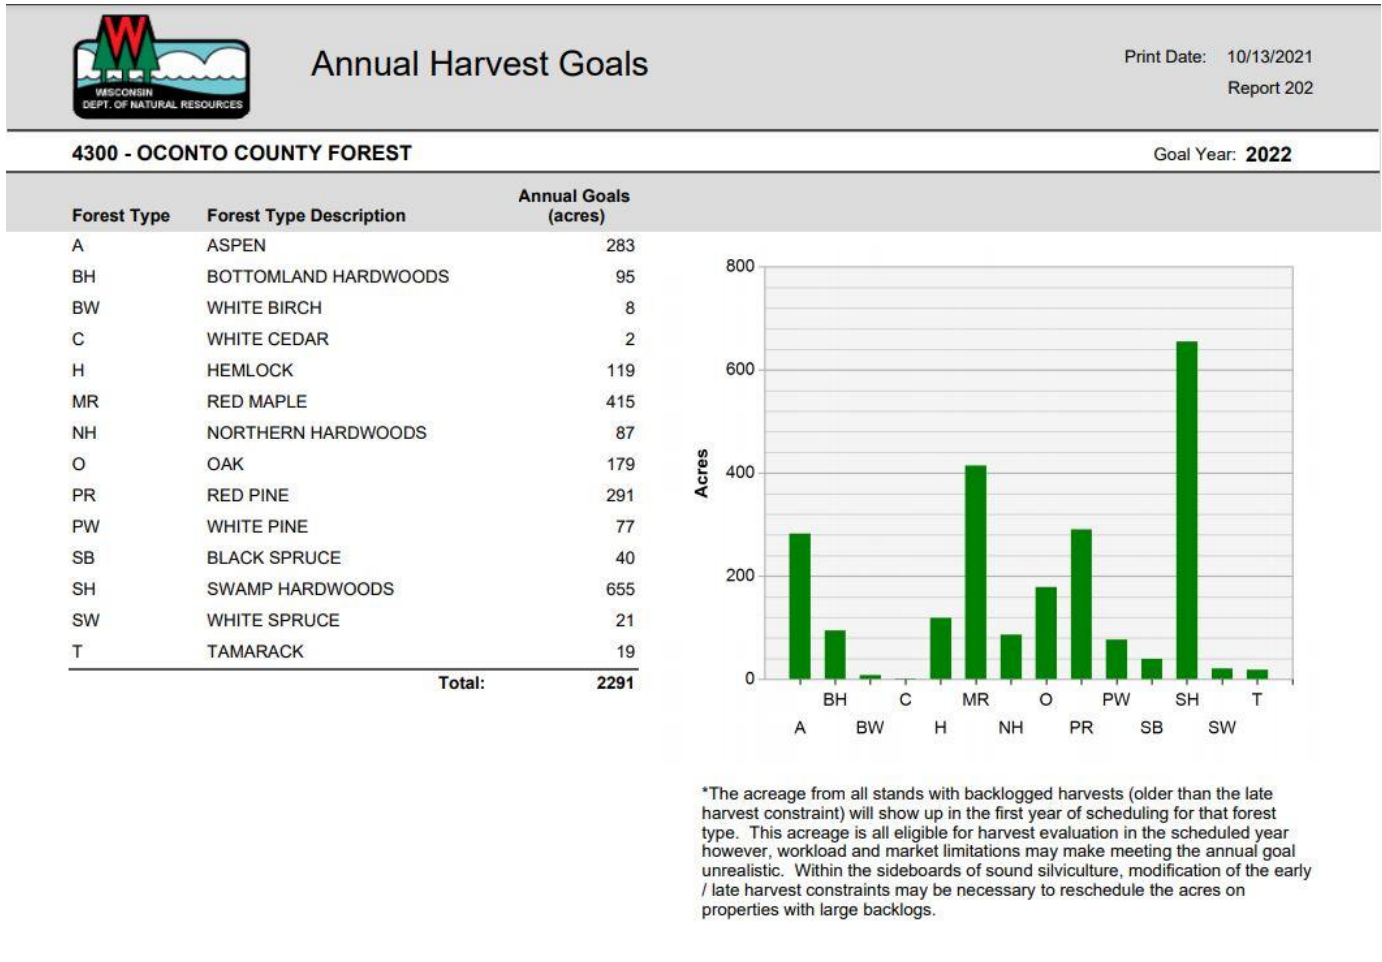 W
WISCONSIN
DEPT. OF NATURAL RESOURCES
Annual Harvest Goals
Print Date: 10/13/2021
Report 202
4300 - OCONTO COUNTY FOREST
Goal Year: 2022
Forest Type Forest Type Description Annual Goals
(acres)
A ASPEN 283
BH BOTTOMLAND HARDWOODS 95
BW WHITE BIRCH 8
C WHITE CEDAR 2
H HEMLOCK 119
MR RED MAPLE 415
NH NORTHERN HARDWOODS 87
O OAK 179
PR RED PINE 291
PW WHITE PINE 77
SB BLACK SPRUCE 40
SH SWAMP HARDWOODS 655
SW WHITE SPRUCE 21
T TAMARACK 19
Total: 2291
800
600
400
200
0
Acres
BH C MR O PW SH T
A BW H NH PR SB SW
*The acreage from all stands with backlogged harvests (older than the late
harvest constraint) will show up in the first year of scheduling for that forest
type. This acreage is all eligible for harvest evaluation in the scheduled year
however, workload and market limitations may make meeting the annual goal
unrealistic. Within the sideboards of sound silviculture, modification of the early
/ late harvest constraints may be necessary to reschedule the acres on
properties with large backlogs.